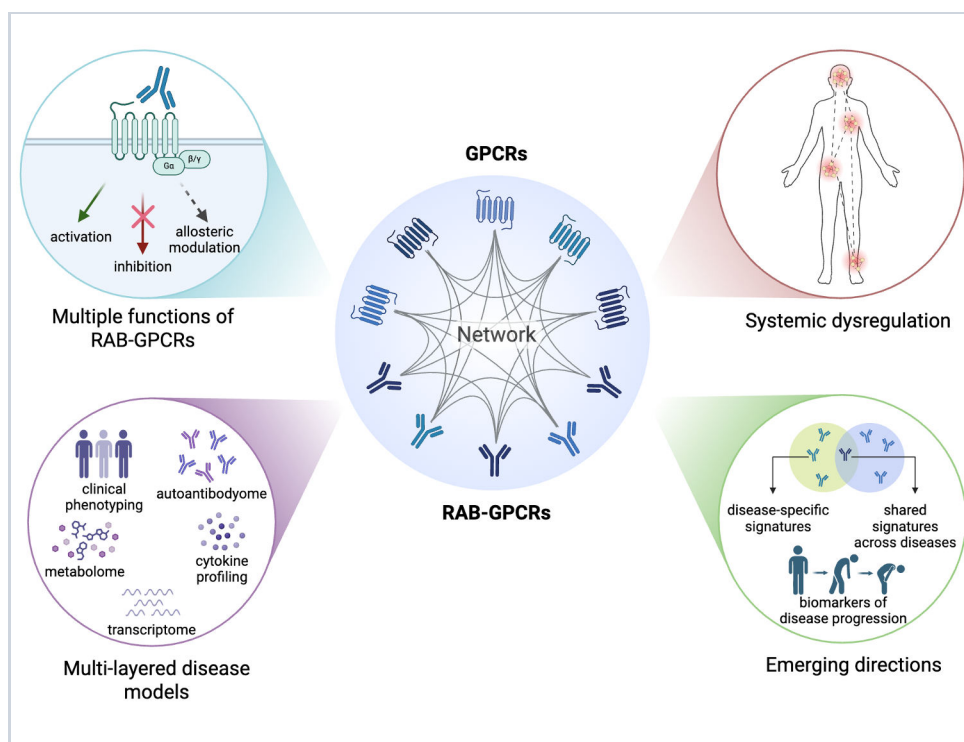 Gα
β/γ
activation
inhibition
allosteric
modulation
Multiple functions of
RAB-GPCRs
GPCRs
Network
RAB-GPCRs
Systemic dysregulation
clinical
phenotyping
autoantibodyome
metabolome
cytokine
profiling
transcriptome
Multi-layered disease
models
disease-specific
signatures
shared
signatures
across diseases
biomarkers of
disease progression
Emerging directions